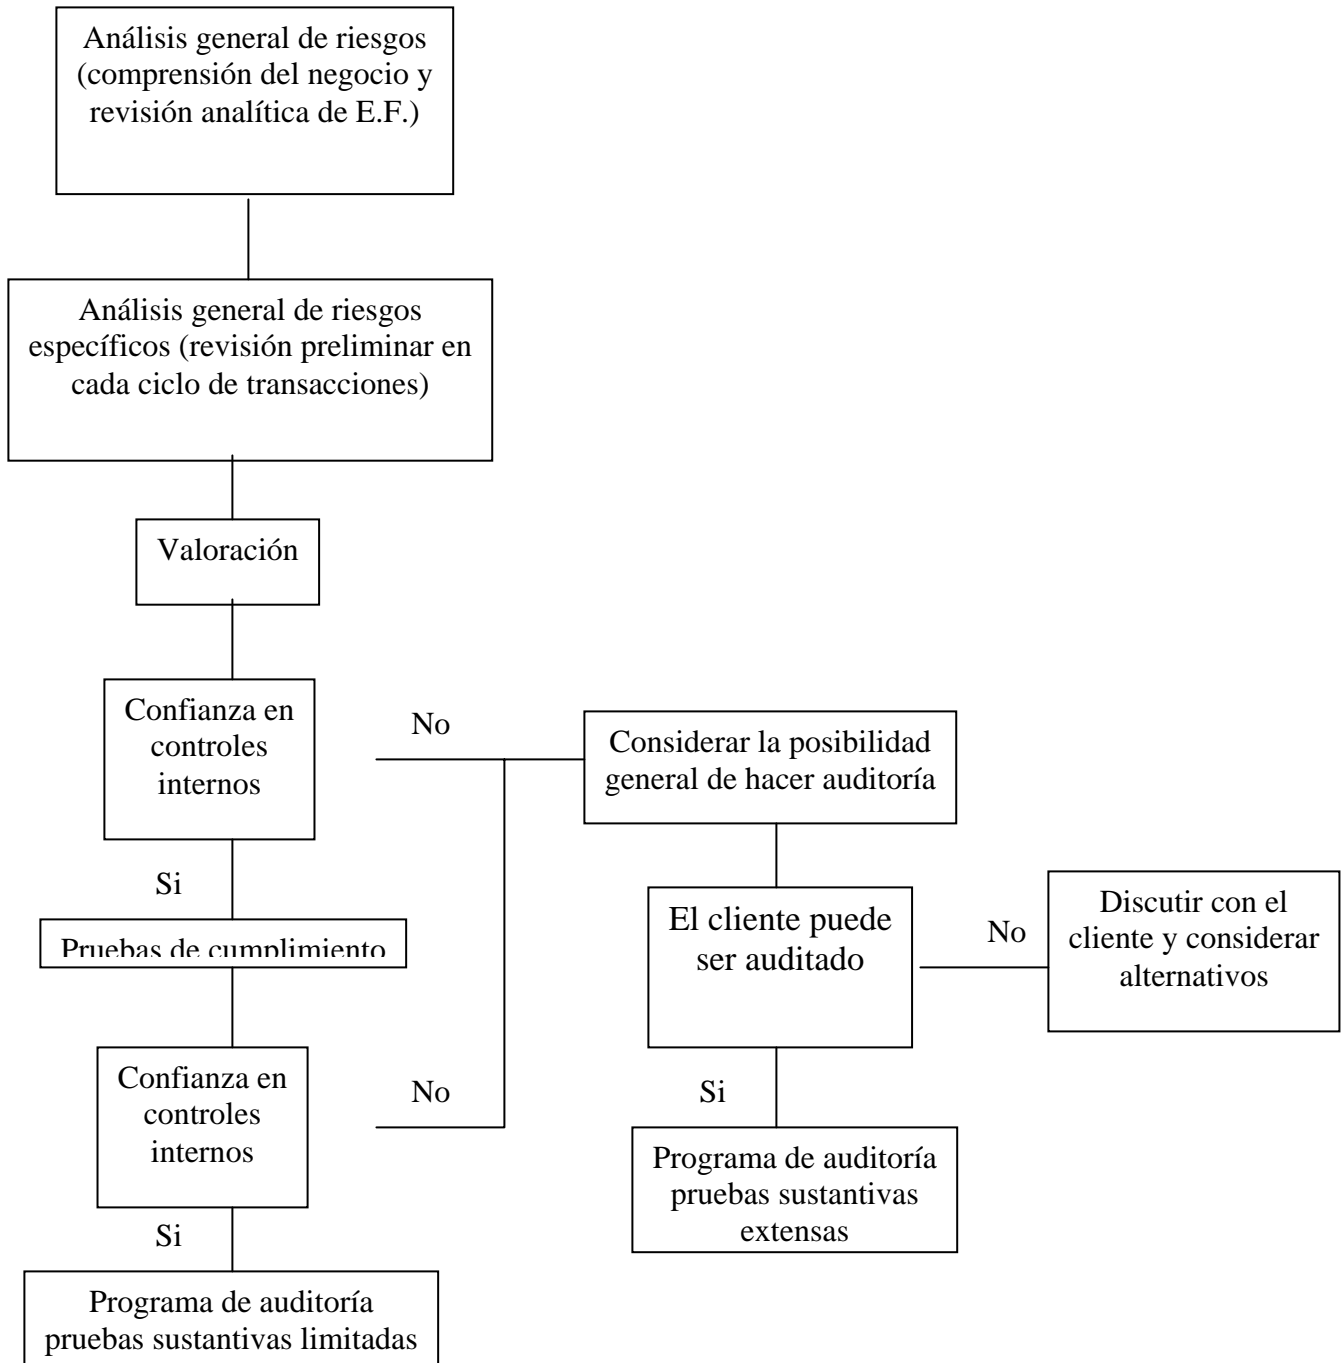 Análisis general de riesgos
(comprensión del negocio y
revisión analítica de E.F.)
Análisis general de riesgos
específicos (revisión preliminar en
cada ciclo de transacciones)
Valoración
Confianza en
controles
internos
No
Considerar la posibilidad
general de hacer auditoría
Si
Pruebas de cumplimiento
El cliente puede
ser auditado
No
Discutir con el
cliente y considerar
alternativos
Confianza en
controles
internos
No
Si
Programa de auditoría
pruebas sustantivas
extensas
Si
Programa de auditoría
pruebas sustantivas limitadas